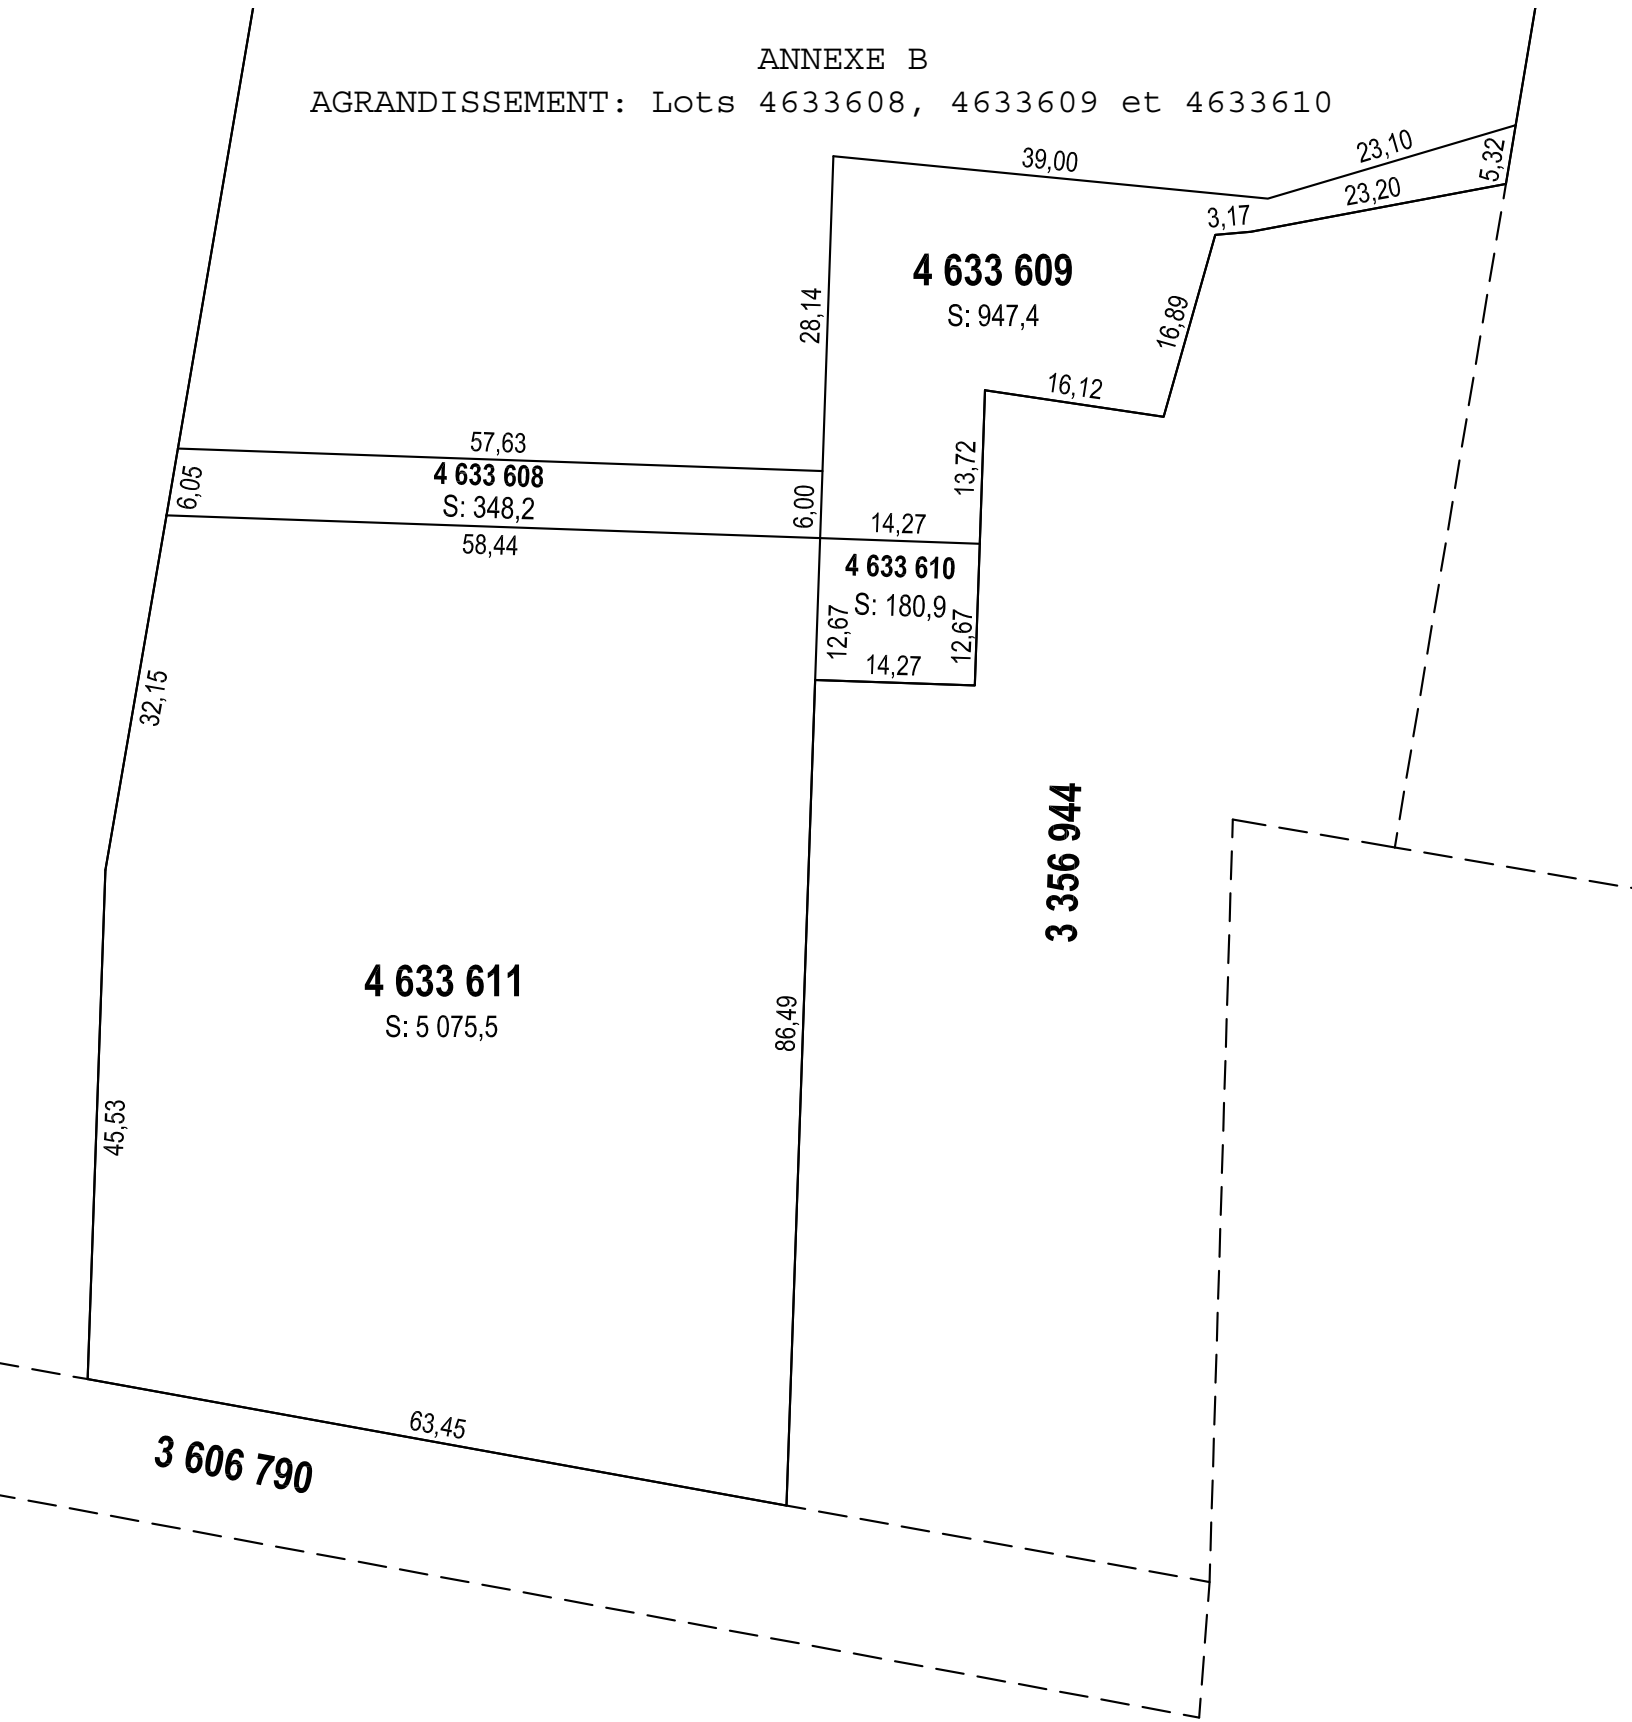 ANNEXE B
AGRANDISSEMENT: Lots 4633608, 4633609 et 4633610
39,00
23,10
5,32
23,20
3,17
4 633 609
S: 947,4
28,14
16,89
16,12
13,72
57,63
4 633 608
S: 348,2
6,05
6,00
58,44
14,27
4 633 610
S: 180,9
12,67
12,67
14,27
32,15
3 356 944
4 633 611
S: 5 075,5
86,49
45,53
63,45
3 606 790